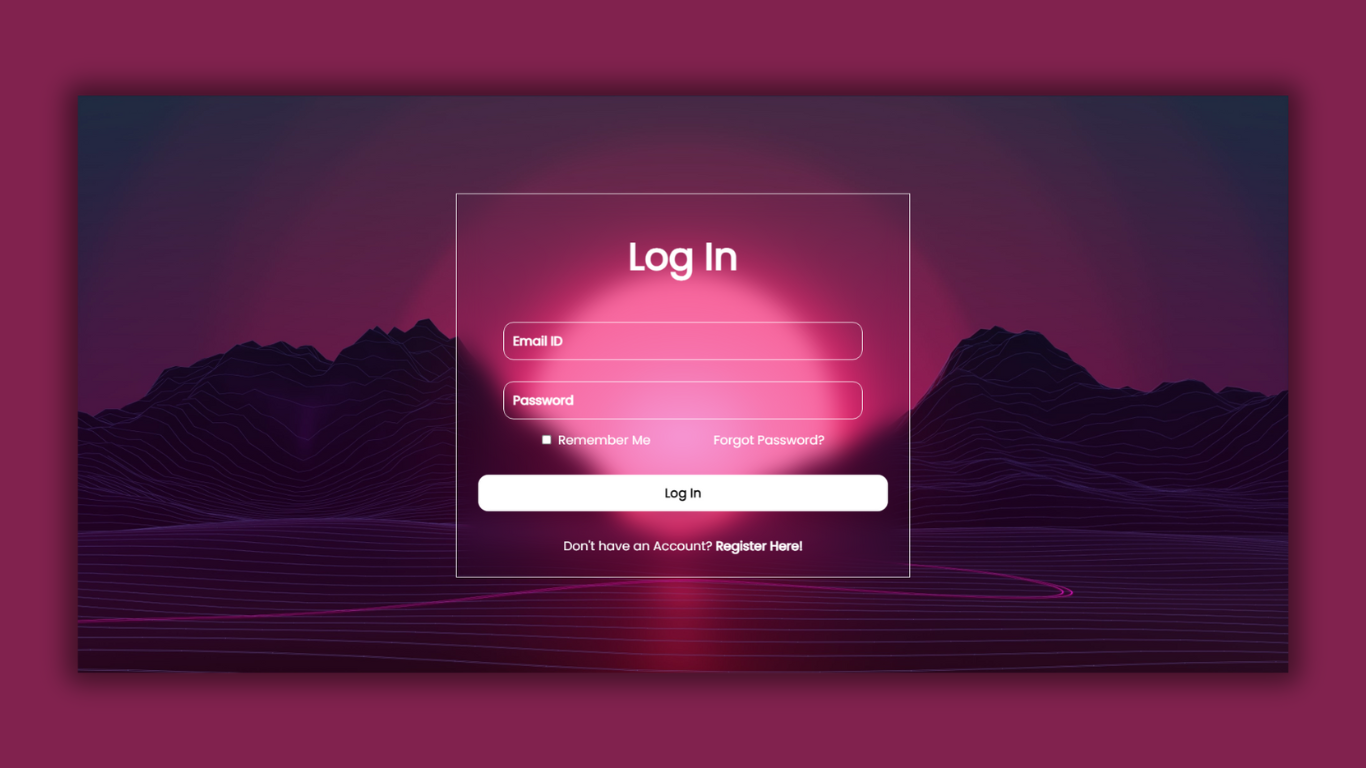 Log In
Email ID
Password
Remember Me Forgot Password?
Log In
Don't have an Account? Register Here!